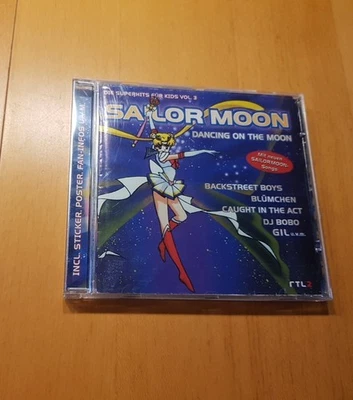 DIE SUPERHITS FÜR KIDS VOL. 3
SAILOR MOON
DANCING ON THE MOON
Mit neuen
SAILORMOON-
Songs!
BACKSTREET BOYS
BLÜMCHEN
CAUGHT IN THE ACT
DJ BOBO
GIL u.v.m.
RTL2
INCL. STICKER, POSTER, FAN-INFOS